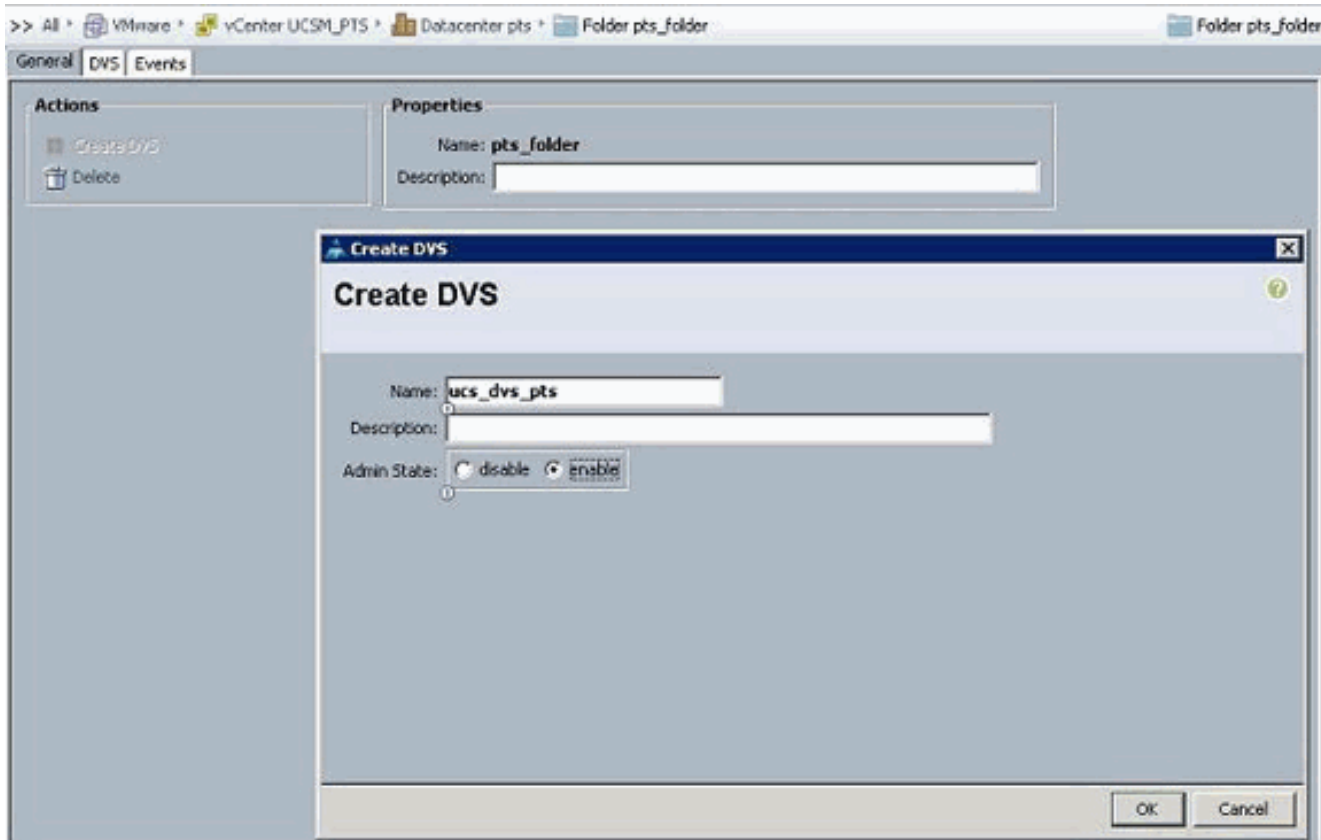 >> All ▸ VMware ▸ vCenter UCSM_PTS ▸ Datacenter pts ▸ Folder pts_folder
Folder pts_folder
General DVS Events
Actions
Create DVS
Delete
Properties
Name: pts_folder
Description:
Create DVS
Create DVS
Name: ucs_dvs_pts
Description:
Admin State: disable enable
OK Cancel